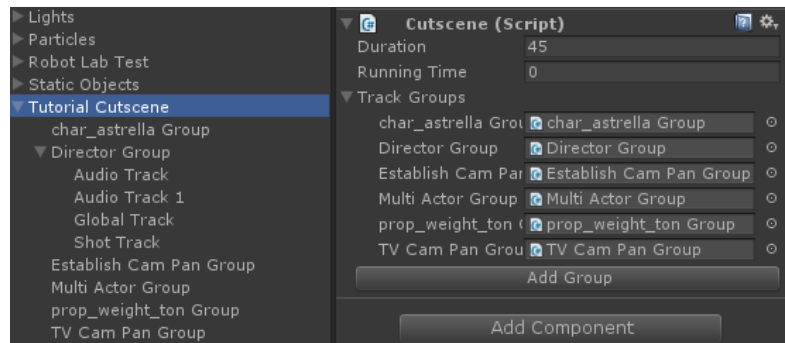 Lights
Particles
Robot Lab Test
Static Objects
Tutorial Cutscene
char_astrella Group
Director Group
Audio Track
Audio Track 1
Global Track
Shot Track
Establish Cam Pan Group
Multi Actor Group
prop_weight_ton Group
TV Cam Pan Group
Cutscene (Script)
Duration 45
Running Time 0
Track Groups
char_astrella Grou char_astrella Group
Director Group Director Group
Establish Cam Par Establish Cam Pan Group
Multi Actor Group Multi Actor Group
prop_weight_ton ( prop_weight_ton Group
TV Cam Pan Grou TV Cam Pan Group
Add Group
Add Component